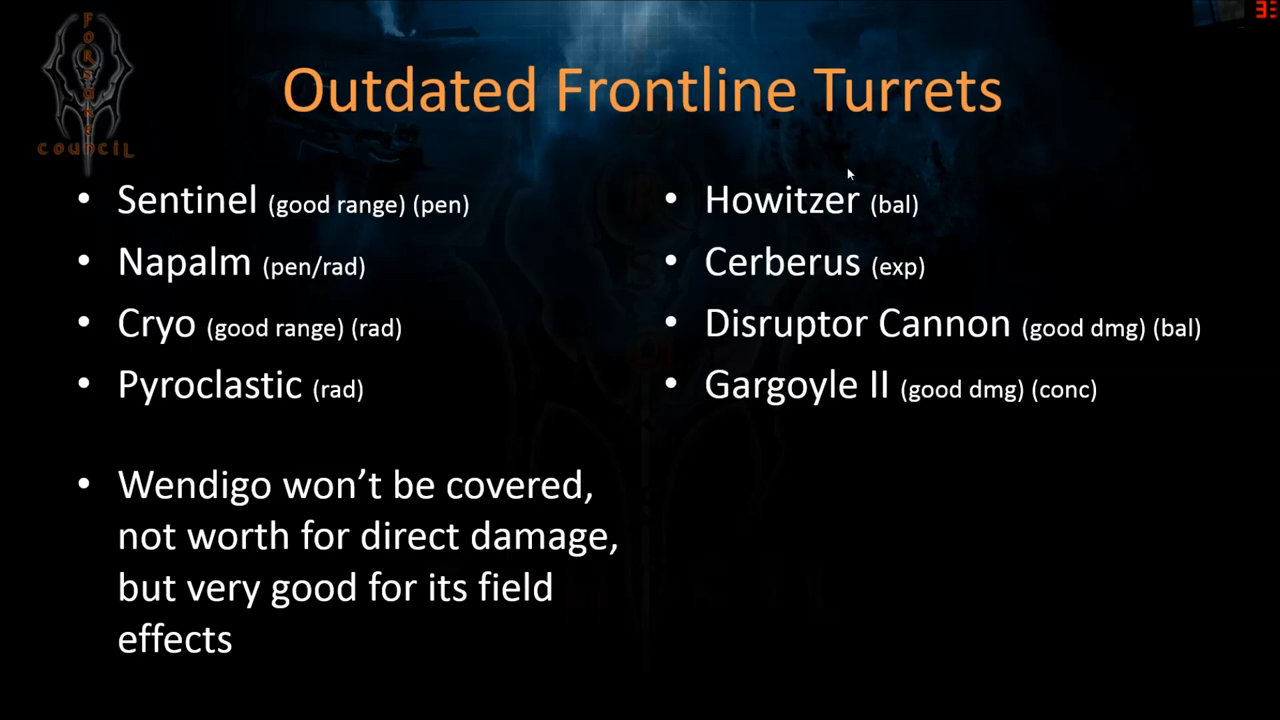 Outdated Frontline Turrets
• Sentinel (good range) (pen)
• Napalm (pen/rad)
• Cryo (good range) (rad)
• Pyroclastic (rad)
• Wendigo won’t be covered,
not worth for direct damage,
but very good for its field
effects
• Howitzer (bal)
• Cerberus (exp)
• Disruptor Cannon (good dmg) (bal)
• Gargoyle II (good dmg) (conc)
COUNCIL